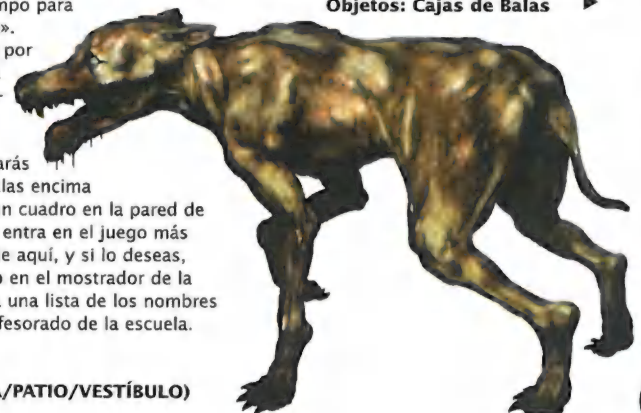 mpo para
Objetos: Cajas de Balas
».
por
arás
las encima
n cuadro en la pared de
entra en el juego más
e aquí, y si lo deseas,
en el mostrador de la
una lista de los nombres
fesorado de la escuela.
/PATIO/VESTÍBULO)